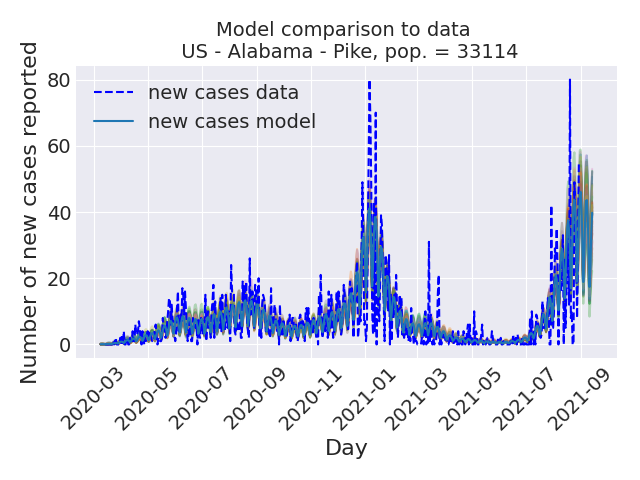 Model comparison to data
US - Alabama - Pike, pop. = 33114
Number of new cases reported
80
60
40
20
0
new cases data
new cases model
2020-03
2020-05
2020-07
2020-09
2020-11
2021-01
2021-03
2021-05
2021-07
2021-09
Day